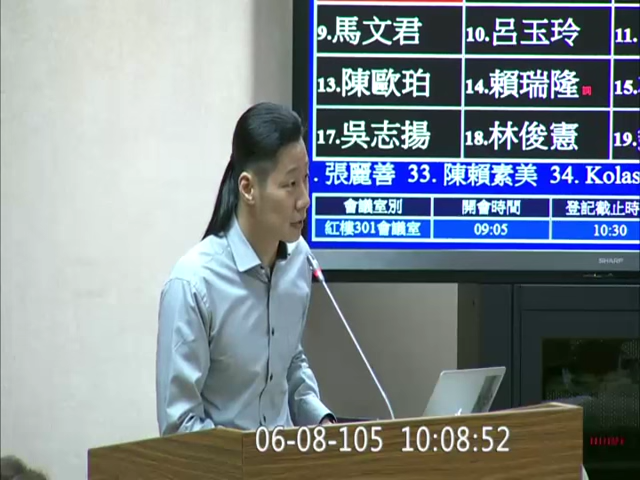 9.馬文君 10.呂玉玲 11.
13.陳歐珀 14.賴瑞隆 15.
17.吳志揚 18.林俊憲 19.
. 張麗善 33. 陳賴素美 34. Kolas
會議室別 開會時間 登記截止時
紅樓301會議室 09:05 10:30
SHARP
06-08-105 10:08:52